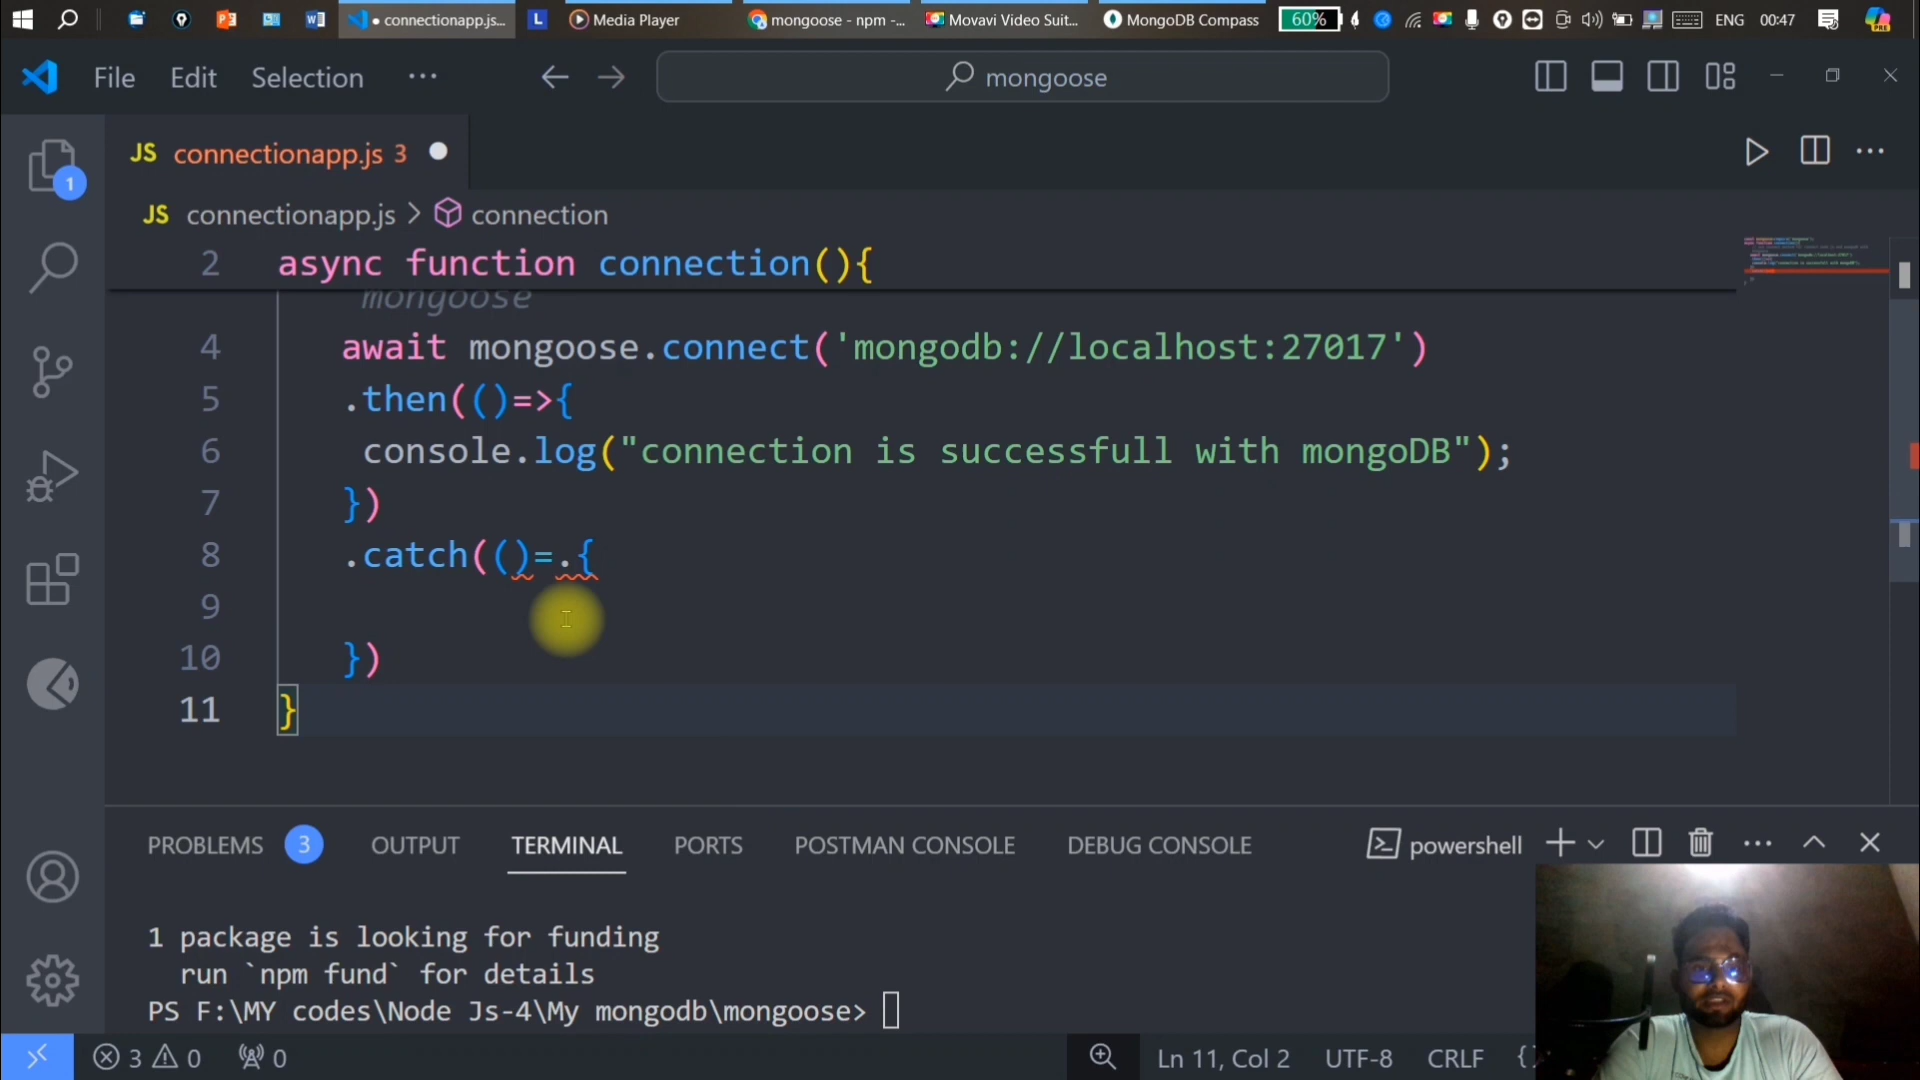 connectionapp.js...
L
Media Player
mongoose - npm -...
Movavi Video Suit...
MongoDB Compass
60%
ENG
00:47
File Edit Selection ...
mongoose
1
JS connectionapp.js 3
JS connectionapp.js > connection
2 async function connection(){
mongoose
4 await mongoose.connect('mongodb://localhost:27017')
5 .then(()=>{
6 console.log("connection is successfull with mongoDB");
7 })
8 .catch(()=.{
9
10 })
11 }
PROBLEMS 3 OUTPUT TERMINAL PORTS POSTMAN CONSOLE DEBUG CONSOLE
powershell
1 package is looking for funding
run `npm fund` for details
PS F:\MY codes\Node Js-4\My mongodb\mongoose>
3 0 0
Ln 11, Col 2 UTF-8 CRLF {